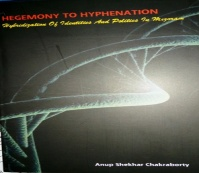 HEGEMONY TO HYPHENATION
Hybridization Of Identities And Politics In Mizoram
Anup Shekhar Chakraborty